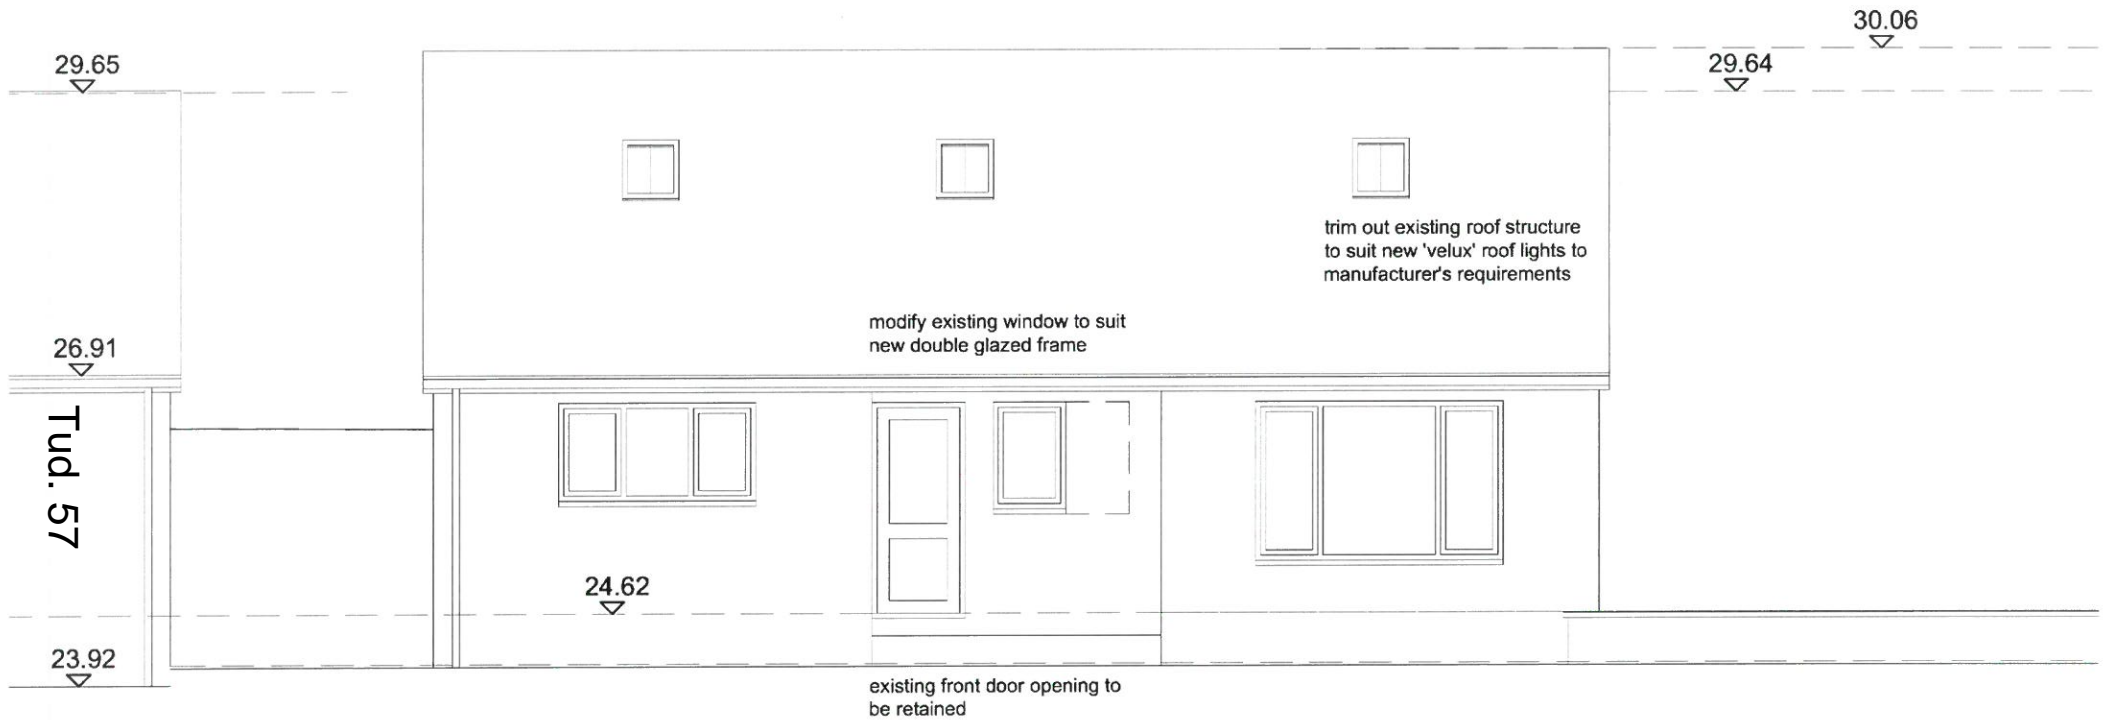 30.06
29.65
29.64
trim out existing roof structure
to suit new 'velux' roof lights to
manufacturer's requirements
modify existing window to suit
new double glazed frame
26.91
Tud. 57
24.62
23.92
existing front door opening to
be retained